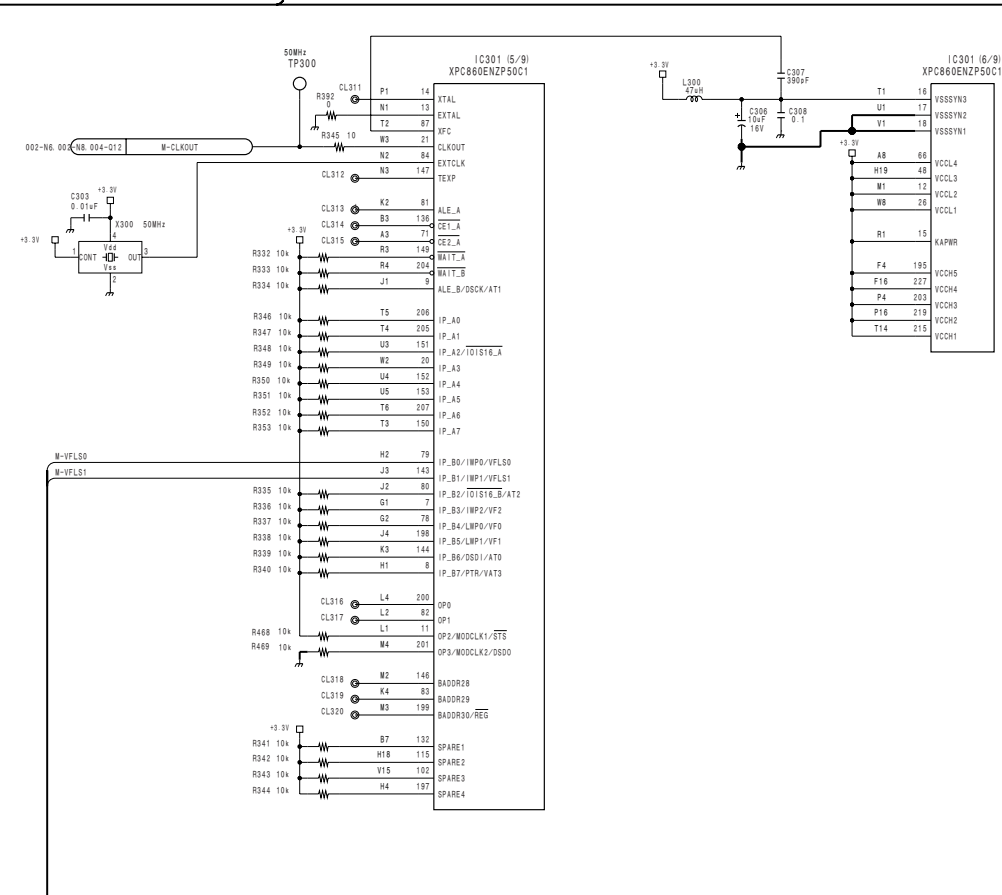 50MHz
TP300
IC301 (5/9)
XPC860ENZP50C1
CL311 P1 14 XTAL
R392 0 N1 13 EXTAL
T2 87 XFC
R345 10 W3 21 CLKOUT
002-N6. 002-N8. 004-Q12 M-CLKOUT
N2 84 EXTCLK
CL312 N3 147 TEXP
C303
0.01uF
+3.3V
X300 50MHz
+3.3V
4
Vdd
1 CONT OUT 3
Vss
2
CL313 K2 81 ALE_A
CL314 B3 136 CE1_A
CL315 A3 71 CE2_A
+3.3V
R332 10k R3 149 WAIT_A
R333 10k R4 204 WAIT_B
R334 10k J1 9 ALE_B/DSCK/AT1
R346 10k T5 206 IP_A0
R347 10k T4 205 IP_A1
R348 10k U3 151 IP_A2/IOIS16_A
R349 10k W2 20 IP_A3
R350 10k U4 152 IP_A4
R351 10k U5 153 IP_A5
R352 10k T6 207 IP_A6
R353 10k T3 150 IP_A7
M-VFLS0 H2 79 IP_B0/IWP0/VFLS0
M-VFLS1 J3 143 IP_B1/IWP1/VFLS1
R335 10k J2 80 IP_B2/IOIS16_B/AT2
R336 10k G1 7 IP_B3/IWP2/VF2
R337 10k G2 78 IP_B4/LWP0/VF0
R338 10k J4 198 IP_B5/LWP1/VF1
R339 10k K3 144 IP_B6/DSDI/AT0
R340 10k H1 8 IP_B7/PTR/VAT3
CL316 L4 200 OP0
CL317 L2 82 OP1
R468 10k L1 11 OP2/MODCLK1/STS
R469 10k M4 201 OP3/MODCLK2/DSDO
CL318 M2 146 BADDR28
CL319 K4 83 BADDR29
CL320 M3 199 BADDR30/REG
+3.3V
R341 10k B7 132 SPARE1
R342 10k H18 115 SPARE2
R343 10k V15 102 SPARE3
R344 10k H4 197 SPARE4
IC301 (6/9)
XPC860ENZP50C1
+3.3V
L300
47uH
C307
390pF
C306
10uF
16V
C308
0.1
T1 16 VSSSYN3
U1 17 VSSSYN2
V1 18 VSSSYN1
+3.3V
A8 66 VCCL4
H19 48 VCCL3
M1 12 VCCL2
W8 26 VCCL1
R1 15 KAPWR
F4 195 VCCH5
F16 227 VCCH4
P4 203 VCCH3
P16 219 VCCH2
T14 215 VCCH1